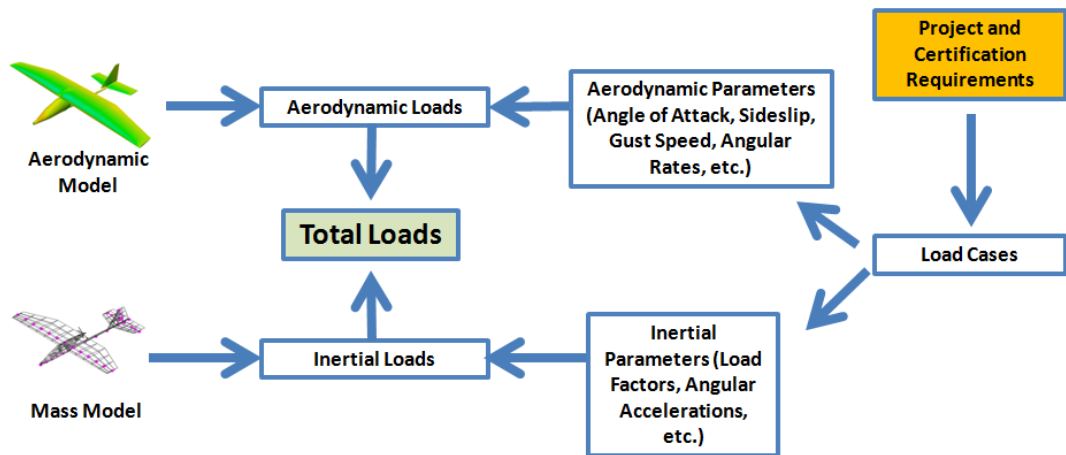 Project and
Certification
Requirements
Aerodynamic Parameters
(Angle of Attack, Sideslip,
Gust Speed, Angular
Rates, etc.)
Aerodynamic Loads
Aerodynamic
Model
Total Loads
Load Cases
Inertial
Parameters (Load
Factors, Angular
Accelerations,
etc.)
Inertial Loads
Mass Model